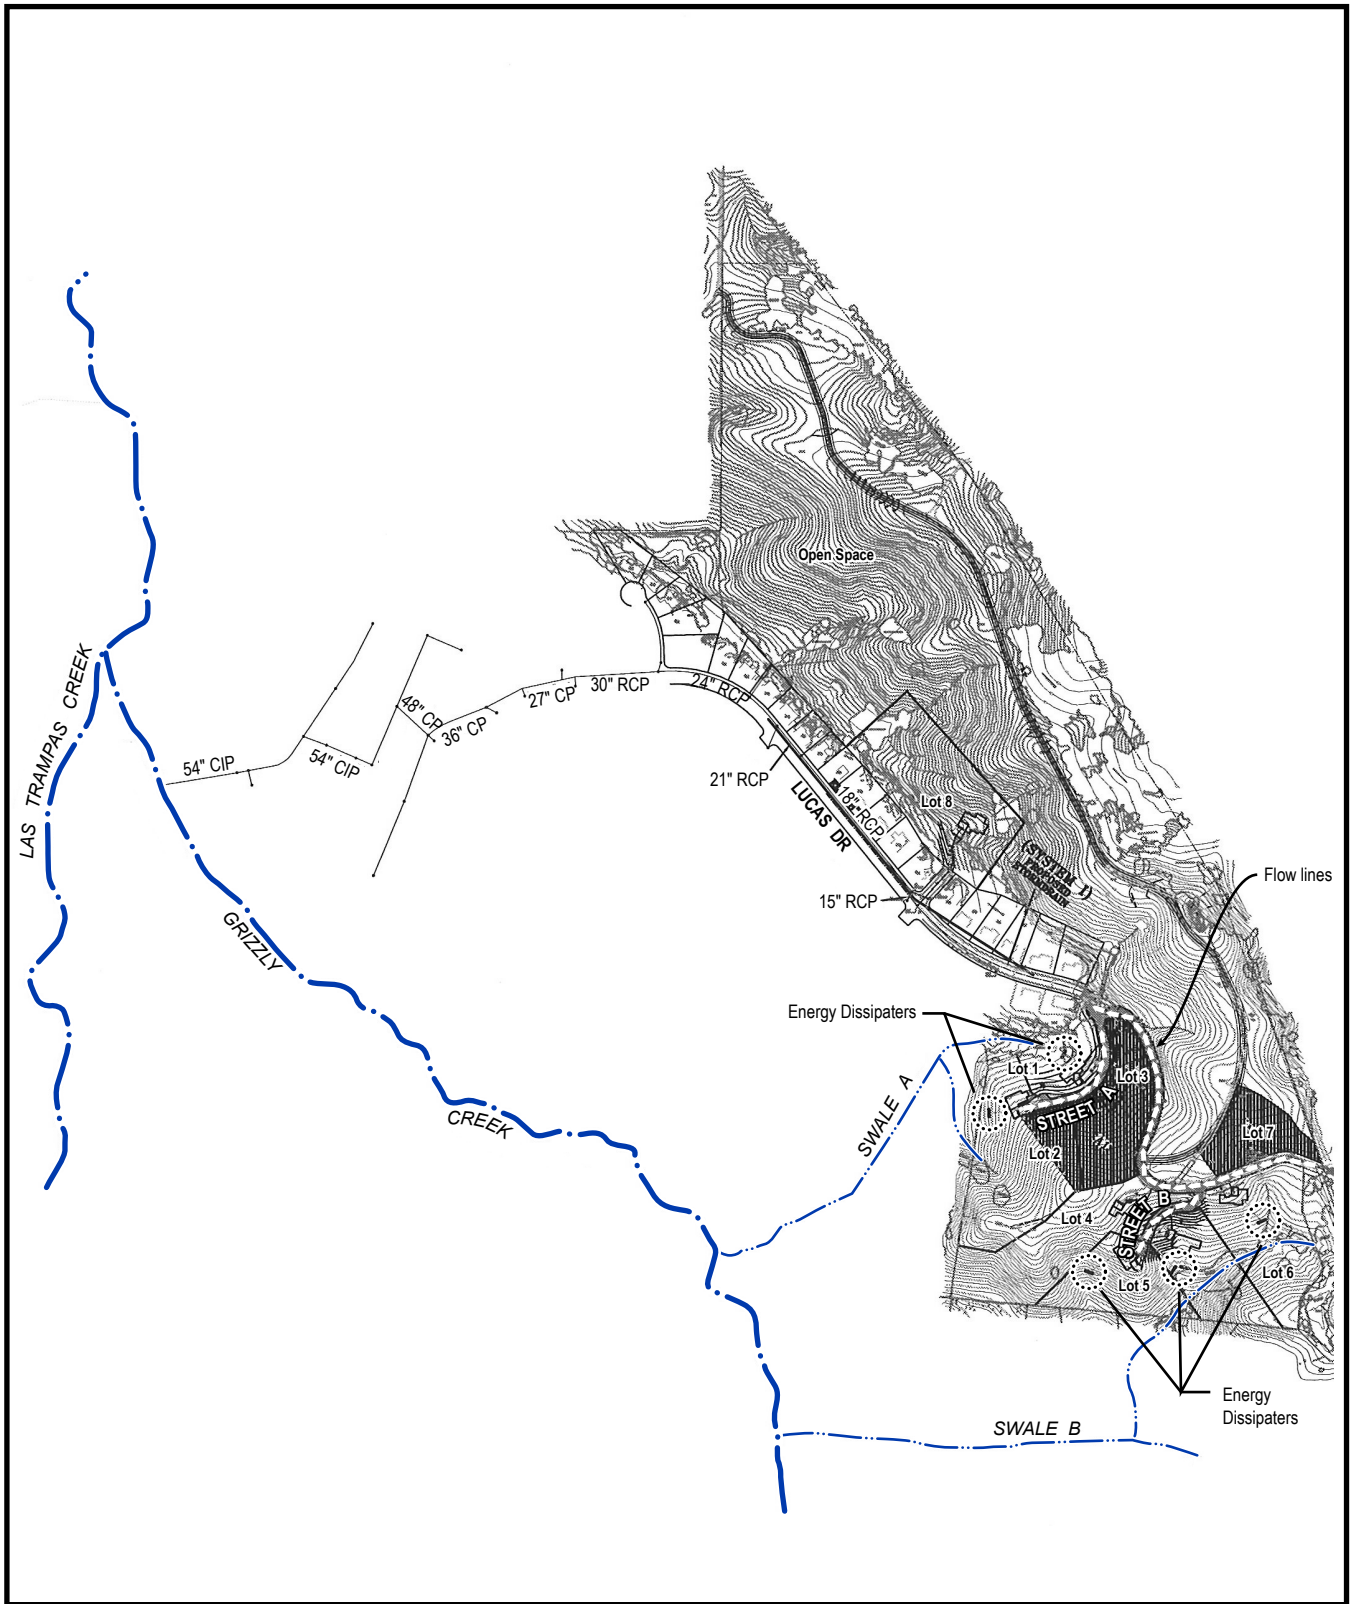 Open Space
LAS TRAMPAS CREEK
54" CIP
54" CIP
48" CP
36" CP
27" CP
30" RCP
24" RCP
21" RCP
18" RCP
LUCAS DR
Lot 8
(SYSTEM 1)
PROPOSED
STORMDRAIN
15" RCP
Flow lines
GRIZZLY
CREEK
Energy Dissipaters
Lot 1
Lot 3
STREET A
SWALE A
Lot 2
Lot 7
Lot 4
STREET B
Lot 5
Lot 6
Energy
Dissipaters
SWALE B